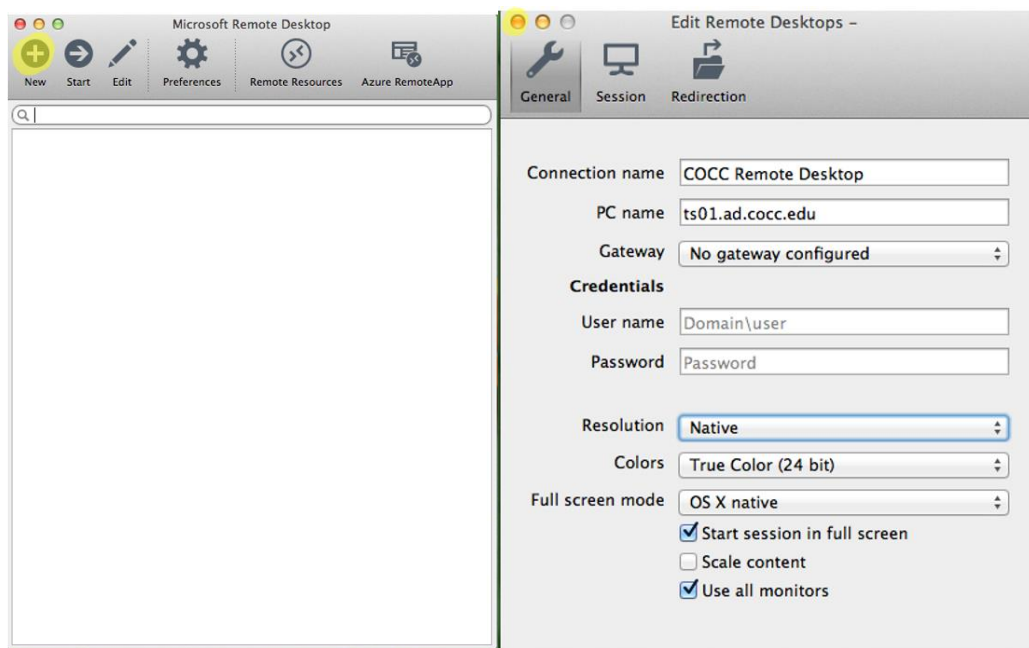 Microsoft Remote Desktop
New Start Edit Preferences Remote Resources Azure RemoteApp
Edit Remote Desktops –
General Session Redirection
Connection name COCC Remote Desktop
PC name ts01.ad.cocc.edu
Gateway No gateway configured
Credentials
User name Domain\user
Password Password
Resolution Native
Colors True Color (24 bit)
Full screen mode OS X native
Start session in full screen
Scale content
Use all monitors